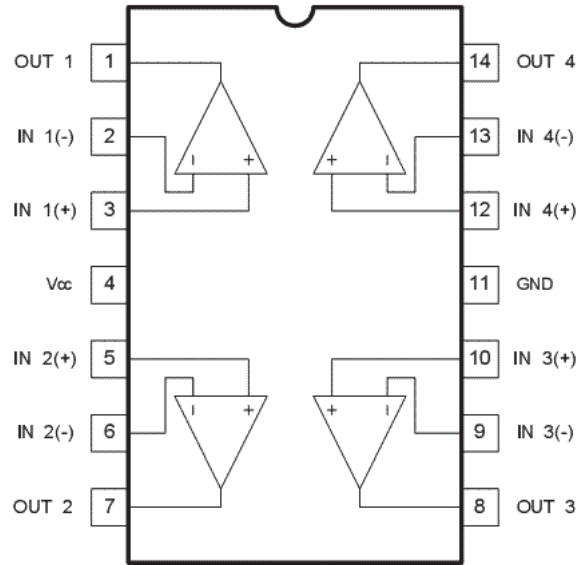 OUT 1 1 14 OUT 4
IN 1(-) 2 13 IN 4(-)
IN 1(+) 3 12 IN 4(+)
Vcc 4 11 GND
IN 2(+) 5 10 IN 3(+)
IN 2(-) 6 9 IN 3(-)
OUT 2 7 8 OUT 3